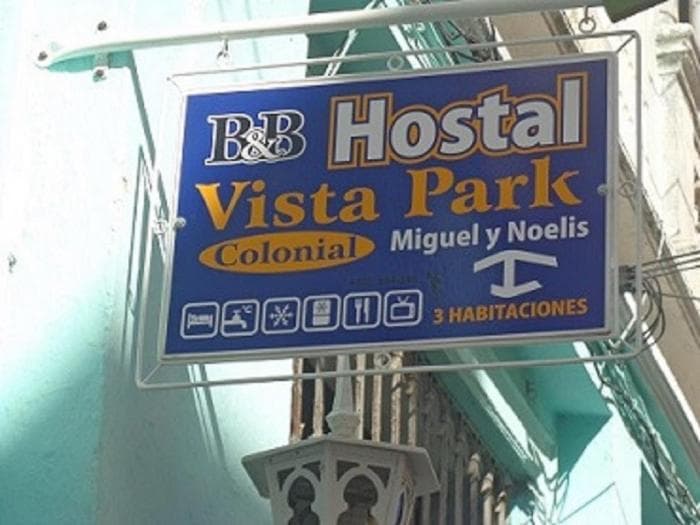 B&B Hostal
Vista Park
Colonial Miguel y Noelis
3 HABITACIONES